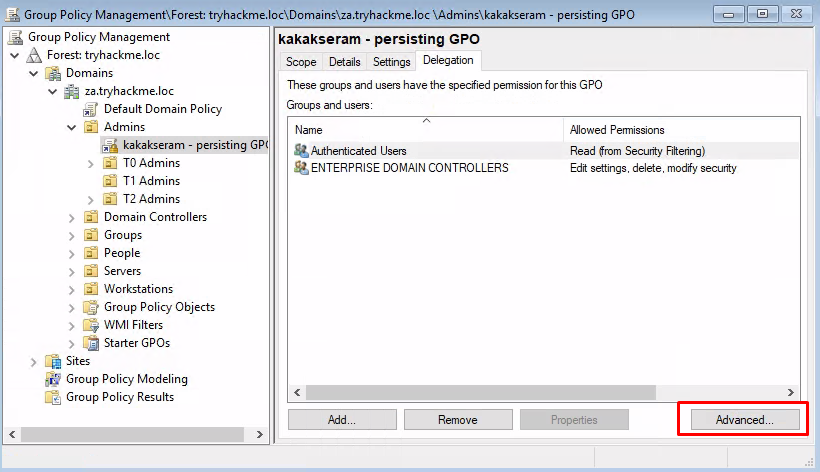 Group Policy Management\Forest: tryhackme.loc\Domains\za.tryhackme.loc \Admins\kakakseram - persisting GPO
Group Policy Management
Forest: tryhackme.loc
Domains
za.tryhackme.loc
Default Domain Policy
Admins
kakakseram - persisting GPO
T0 Admins
T1 Admins
T2 Admins
Domain Controllers
Groups
People
Servers
Workstations
Group Policy Objects
WMI Filters
Starter GPOs
Sites
Group Policy Modeling
Group Policy Results
kakakseram - persisting GPO
Scope Details Settings Delegation
These groups and users have the specified permission for this GPO
Groups and users:
Name Allowed Permissions
Authenticated Users Read (from Security Filtering)
ENTERPRISE DOMAIN CONTROLLERS Edit settings, delete, modify security
Add... Remove Properties Advanced...